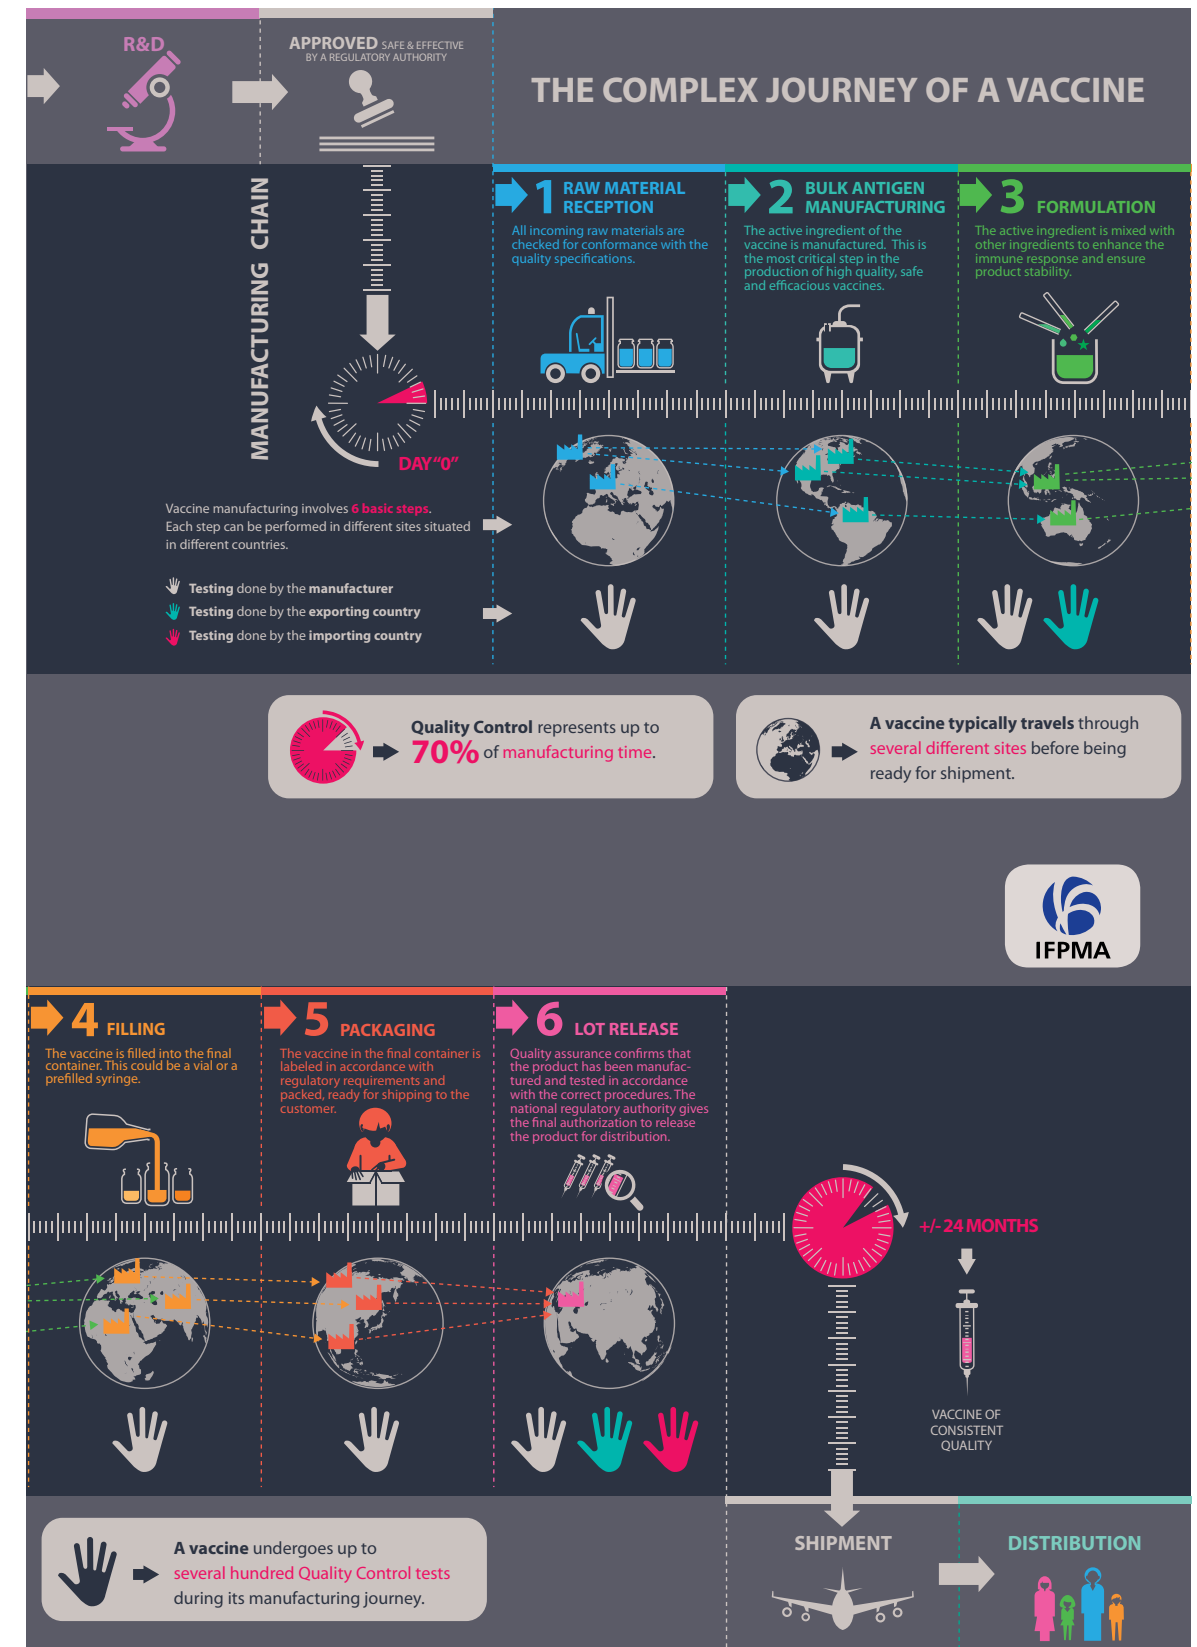 R&D
APPROVED SAFE & EFFECTIVE
BY A REGULATORY AUTHORITY
THE COMPLEX JOURNEY OF A VACCINE
MANUFACTURING CHAIN
DAY "0"
1 RAW MATERIAL
RECEPTION
All incoming raw materials are
checked for conformance with the
quality specifications.
2 BULK ANTIGEN
MANUFACTURING
The active ingredient of the
vaccine is manufactured. This is
the most critical step in the
production of high quality, safe
and efficacious vaccines.
3 FORMULATION
The active ingredient is mixed with
other ingredients to enhance the
immune response and ensure
product stability.
Vaccine manufacturing involves 6 basic steps.
Each step can be performed in different sites situated
in different countries.
Testing done by the manufacturer
Testing done by the exporting country
Testing done by the importing country
Quality Control represents up to
70% of manufacturing time.
A vaccine typically travels through
several different sites before being
ready for shipment.
IFPMA
4 FILLING
The vaccine is filled into the final
container. This could be a vial or a
prefilled syringe.
5 PACKAGING
The vaccine in the final container is
labeled in accordance with
regulatory requirements and
packed, ready for shipping to the
customer.
6 LOT RELEASE
Quality assurance confirms that
the product has been manufac-
tured and tested in accordance
with the correct procedures. The
national regulatory authority gives
the final authorization to release
the product for distribution.
+/- 24 MONTHS
VACCINE OF
CONSISTENT
QUALITY
A vaccine undergoes up to
several hundred Quality Control tests
during its manufacturing journey.
SHIPMENT
DISTRIBUTION